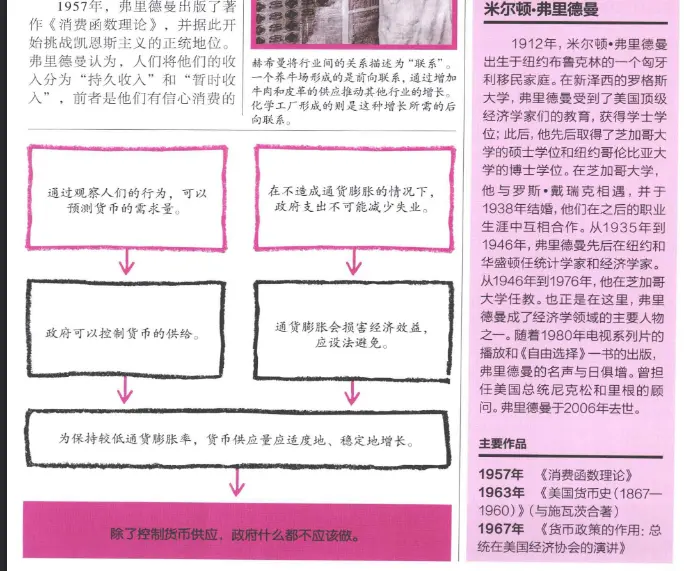 1957年，弗里德曼出版了著
作《消费函数理论》，并据此开
始挑战凯恩斯主义的正统地位。
弗里德曼认为，人们将他们的收
入分为“持久收入”和“暂时收
入”，前者是他们有信心消费的
赫希曼将行业间的关系描述为“联系”。
一个养牛场形成的是前向联系，通过增加
牛肉和皮革的供应推动其他行业的增长。
化学工厂形成的则是这种增长所需的后
向联系。
通过观察人们的行为，可以
预测货币的需求量。
在不造成通货膨胀的情况下，
政府支出不可能减少失业。
政府可以控制货币的供给。
通货膨胀会损害经济效益，
应设法避免。
为保持较低通货膨胀率，货币供应量应适度地、稳定地增长。
除了控制货币供应，政府什么都不应该做。
米尔顿·弗里德曼
1912年，米尔顿·弗里德曼
出生于纽约布鲁克林的一个匈牙
利移民家庭。在新泽西的罗格斯
大学，弗里德曼受到了美国顶级
经济学家们的教育，获得学士学
位；此后，他先后取得了芝加哥大
学的硕士学位和纽约哥伦比亚大
学的博士学位。在芝加哥大学，
他与罗斯·戴瑞克相遇，并于
1938年结婚，他们在之后的职业
生涯中互相合作。从1935年到
1946年，弗里德曼先后在纽约和
华盛顿任统计学家和经济学家。
从1946年到1976年，他在芝加哥
大学任教。也正是在这里，弗里
德曼成了经济学领域的主要人物
之一。随着1980年电视系列片的
播放和《自由选择》一书的出版，
弗里德曼的名声与日俱增。曾担
任美国总统尼克松和里根的顾
问。弗里德曼于2006年去世。
主要作品
1957年 《消费函数理论》
1963年 《美国货币史（1867—
1960）》（与施瓦茨合著）
1967年 《货币政策的作用：总
统在美国经济协会的演讲》